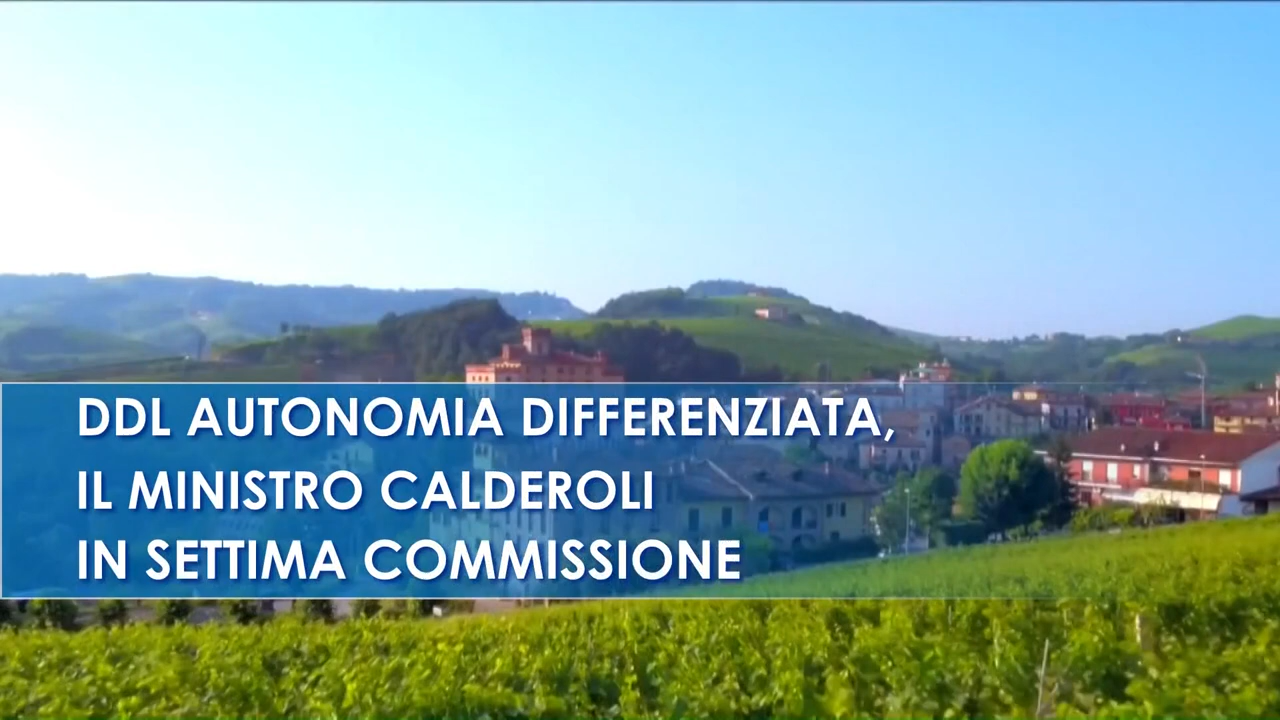 DDL AUTONOMIA DIFFERENZIATA,
IL MINISTRO CALDEROLI
IN SETTIMA COMMISSIONE